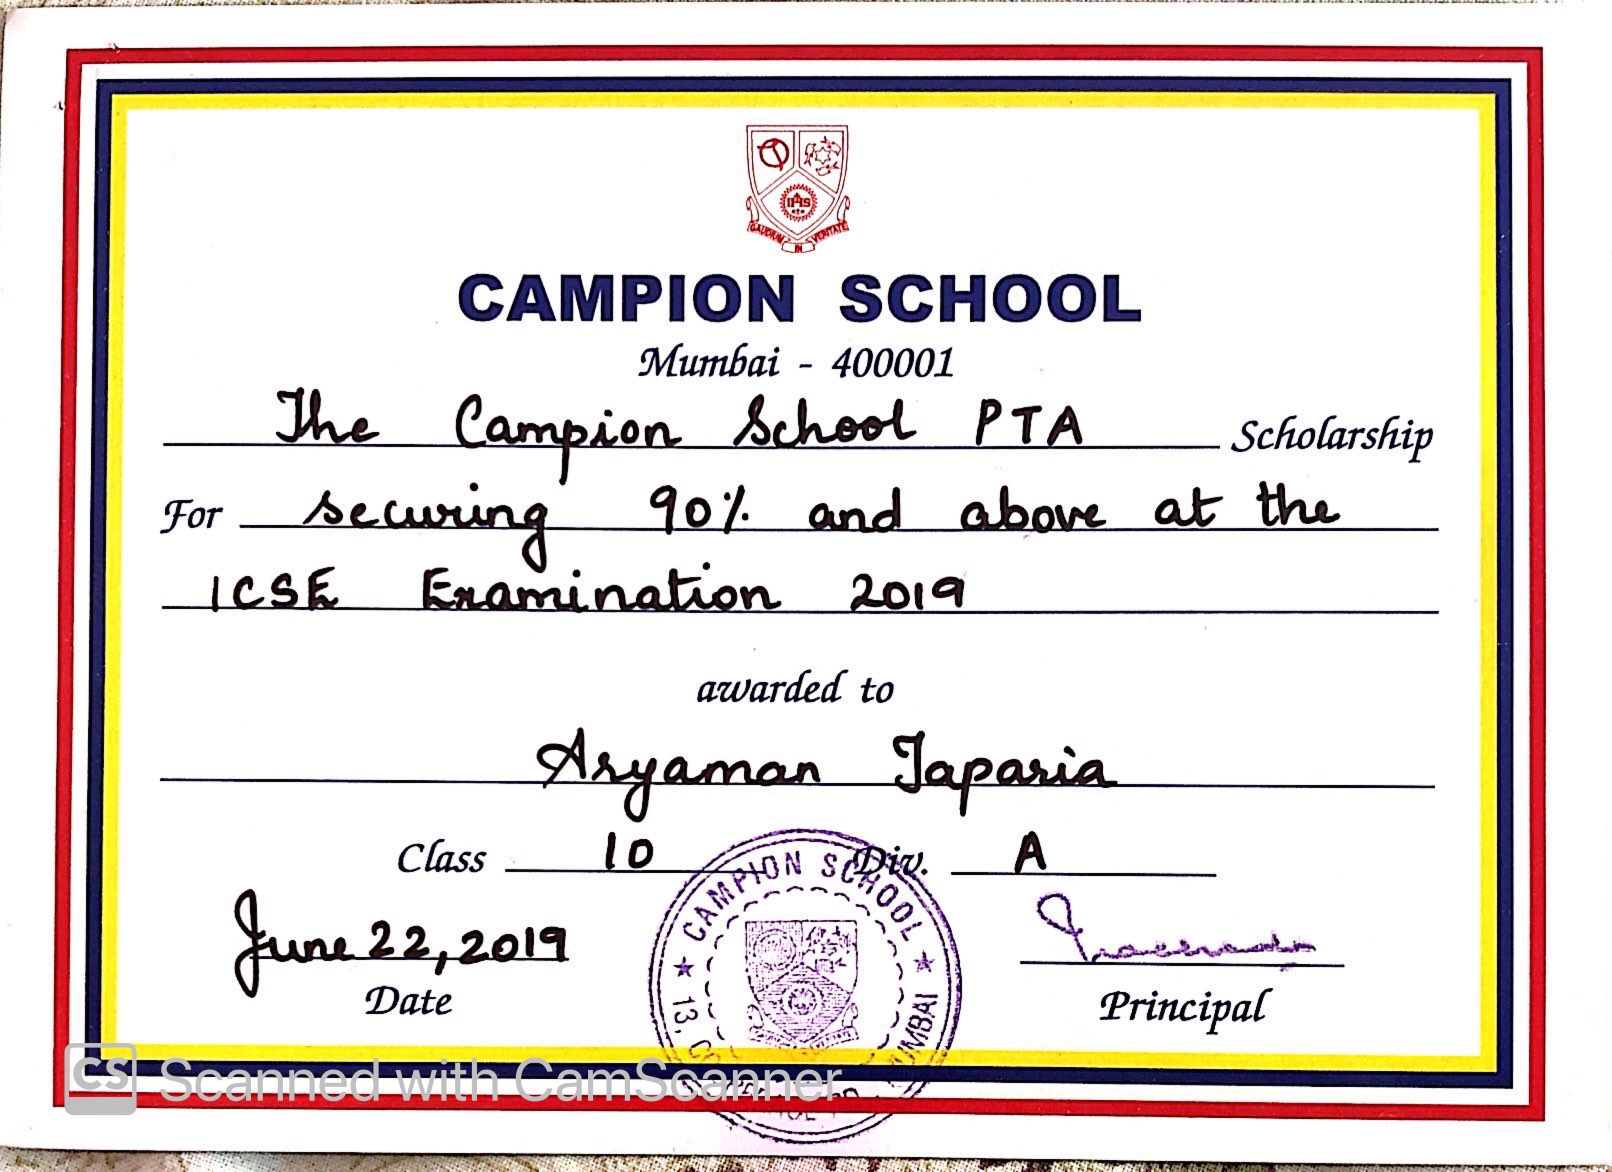 GAUDIUM IN VERITATE
CAMPION SCHOOL
Mumbai - 400001
The Campion School PTA Scholarship
For securing 90% and above at the
ICSE Examination 2019
awarded to
Aryaman Taparia
Class 10 Div. A
June 22, 2019
Date
Principal
CAMPION SCHOOL
13, CO MUMBAI
CS Scanned with CamScanner